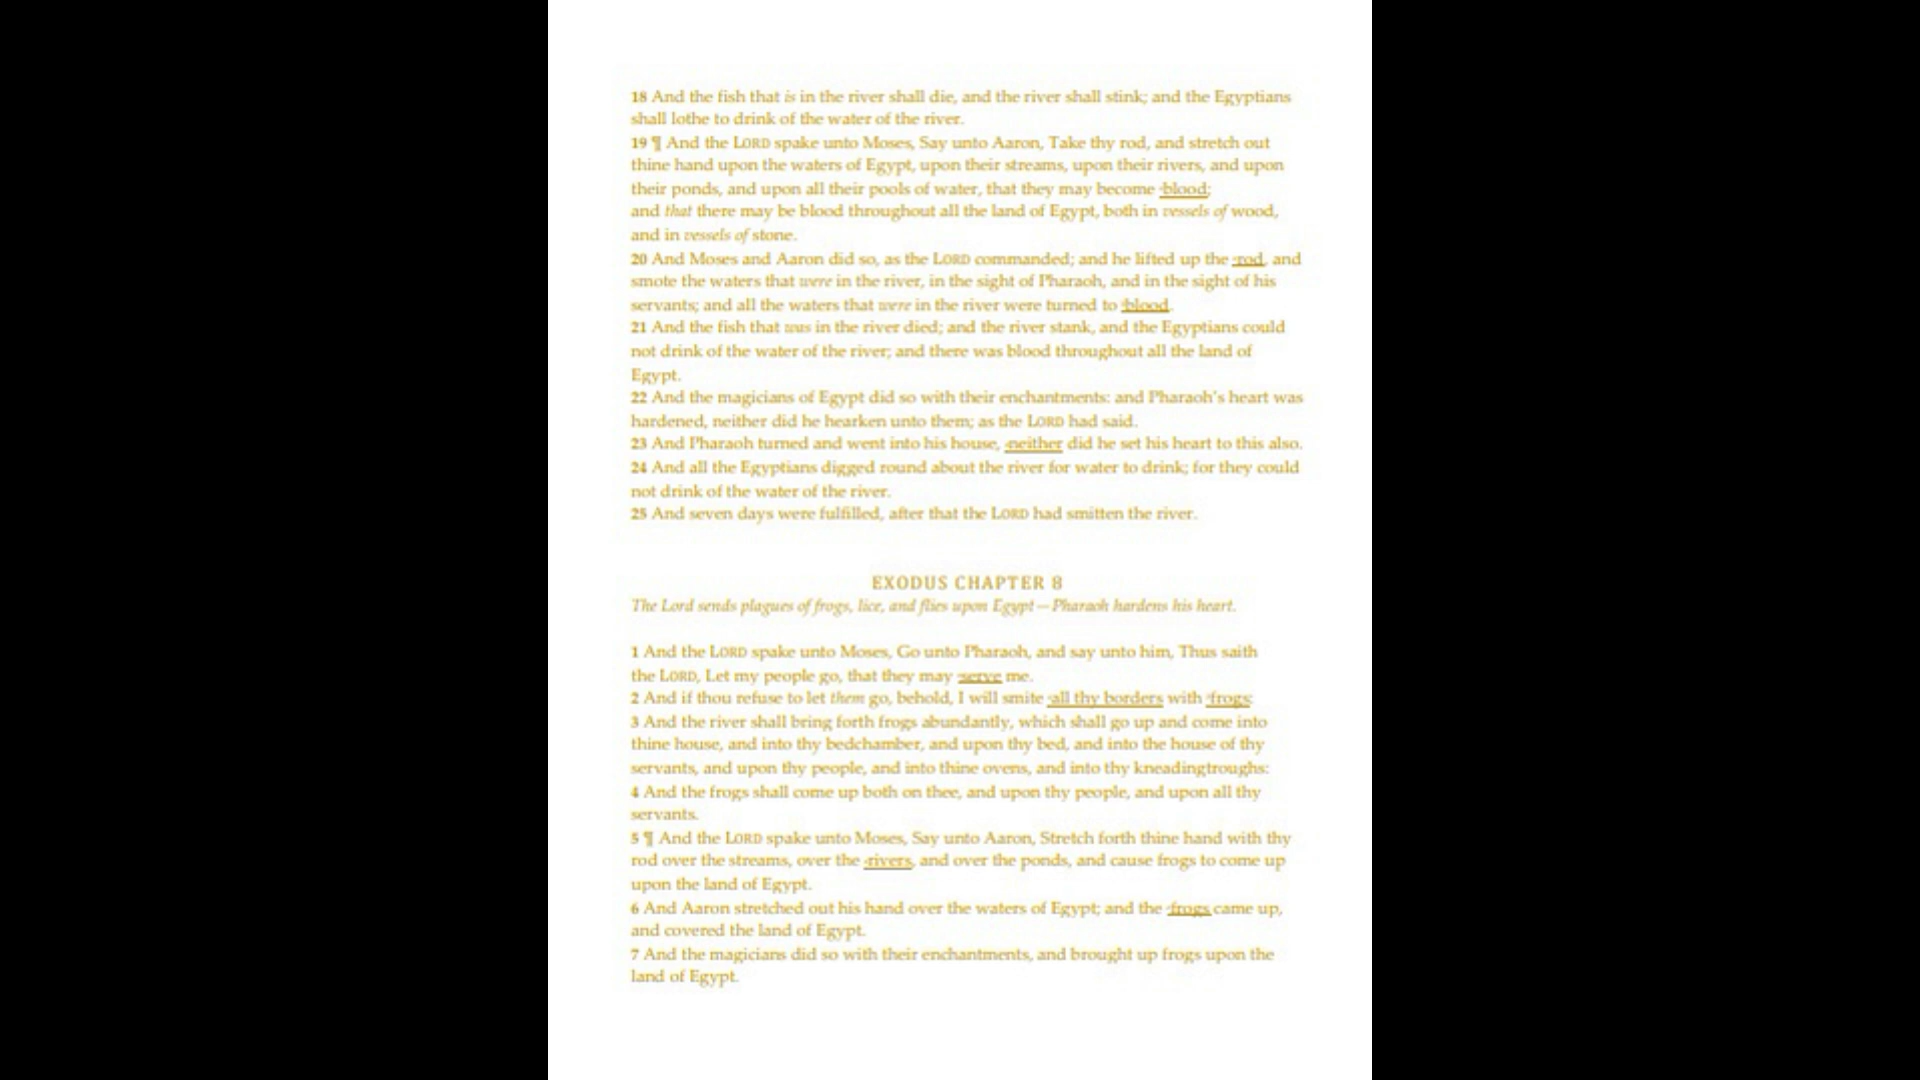 18 And the fish that is in the river shall die, and the river shall stink; and the Egyptians
shall lothe to drink of the water of the river.
19 ¶ And the LORD spake unto Moses, Say unto Aaron, Take thy rod, and stretch out
thine hand upon the waters of Egypt, upon their streams, upon their rivers, and upon
their ponds, and upon all their pools of water, that they may become blood;
and that there may be blood throughout all the land of Egypt, both in vessels of wood,
and in vessels of stone.
20 And Moses and Aaron did so, as the LORD commanded; and he lifted up the rod, and
smote the waters that were in the river, in the sight of Pharaoh, and in the sight of his
servants; and all the waters that were in the river were turned to blood.
21 And the fish that was in the river died; and the river stank, and the Egyptians could
not drink of the water of the river; and there was blood throughout all the land of
Egypt.
22 And the magicians of Egypt did so with their enchantments: and Pharaoh's heart was
hardened, neither did he hearken unto them; as the LORD had said.
23 And Pharaoh turned and went into his house, neither did he set his heart to this also.
24 And all the Egyptians digged round about the river for water to drink; for they could
not drink of the water of the river.
25 And seven days were fulfilled, after that the LORD had smitten the river.
EXODUS CHAPTER 8
The Lord sends plagues of frogs, lice, and flies upon Egypt—Pharaoh hardens his heart.
1 And the LORD spake unto Moses, Go unto Pharaoh, and say unto him, Thus saith
the LORD, Let my people go, that they may serve me.
2 And if thou refuse to let them go, behold, I will smite all thy borders with frogs:
3 And the river shall bring forth frogs abundantly, which shall go up and come into
thine house, and into thy bedchamber, and upon thy bed, and into the house of thy
servants, and upon thy people, and into thine ovens, and into thy kneadingtroughs:
4 And the frogs shall come up both on thee, and upon thy people, and upon all thy
servants.
5 ¶ And the LORD spake unto Moses, Say unto Aaron, Stretch forth thine hand with thy
rod over the streams, over the rivers, and over the ponds, and cause frogs to come up
upon the land of Egypt.
6 And Aaron stretched out his hand over the waters of Egypt; and the frogs came up,
and covered the land of Egypt.
7 And the magicians did so with their enchantments, and brought up frogs upon the
land of Egypt.